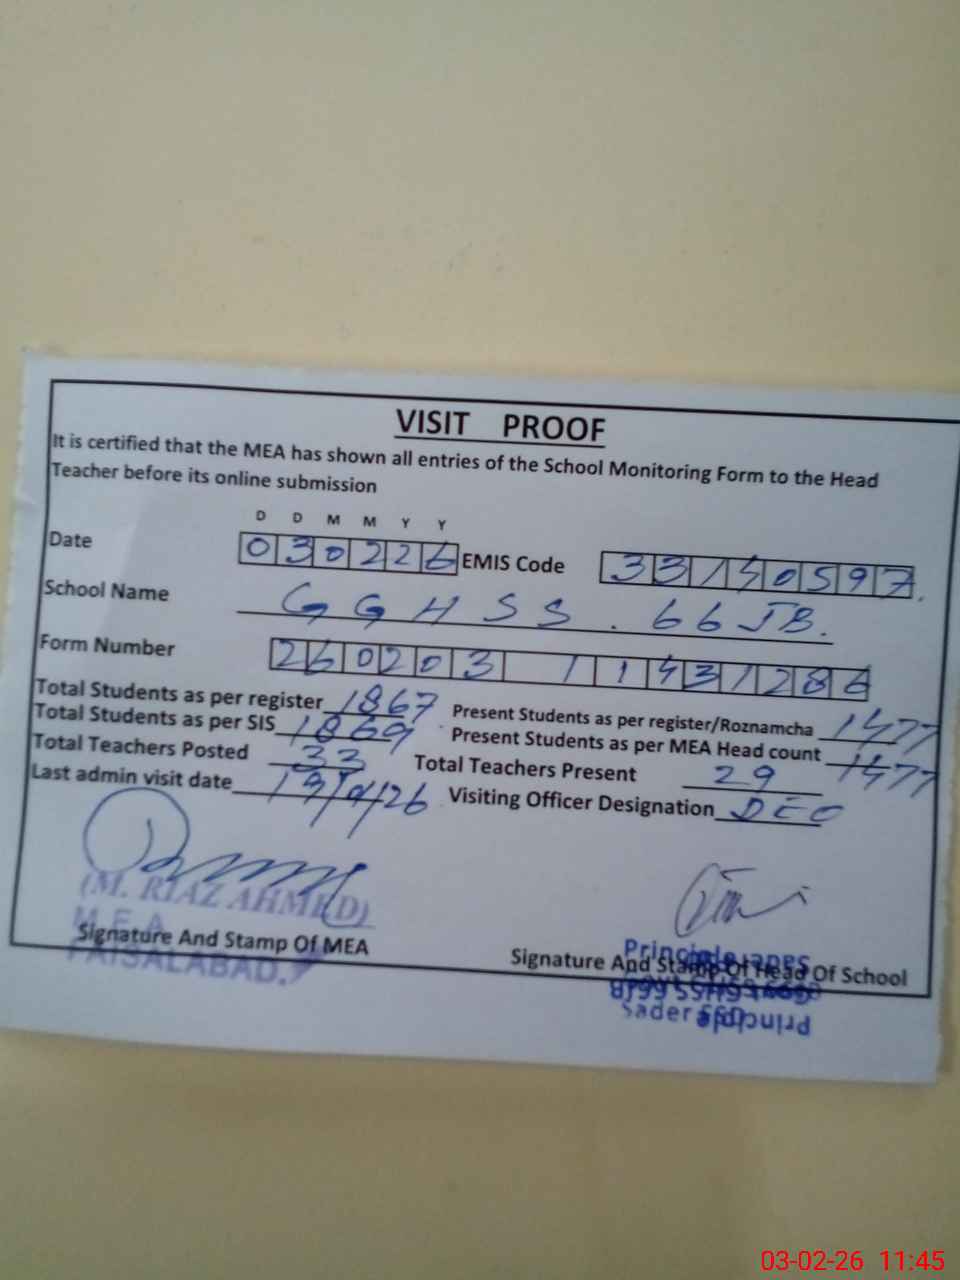 VISIT PROOF
It is certified that the MEA has shown all entries of the School Monitoring Form to the Head
Teacher before its online submission
D D M M Y Y
Date 030226 EMIS Code 33140597
School Name GGHSS. 66 JB.
Form Number 260203 1 1431286
Total Students as per register 1867 Present Students as per register/Roznamcha 1477
Total Students as per SIS 1869 Present Students as per MEA Head count 1477
Total Teachers Posted 33 Total Teachers Present 29
Last admin visit date Visiting Officer Designation DEO
(M. RIAZ AHMED)
M.E.A
FAISALABAD.
Signature And Stamp Of MEA
Signature And Stamp Of Head Of School
Principle
Sader
03-02-26 11:45